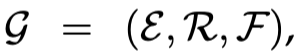 𝒢 = (ℰ, ℛ, ℱ),